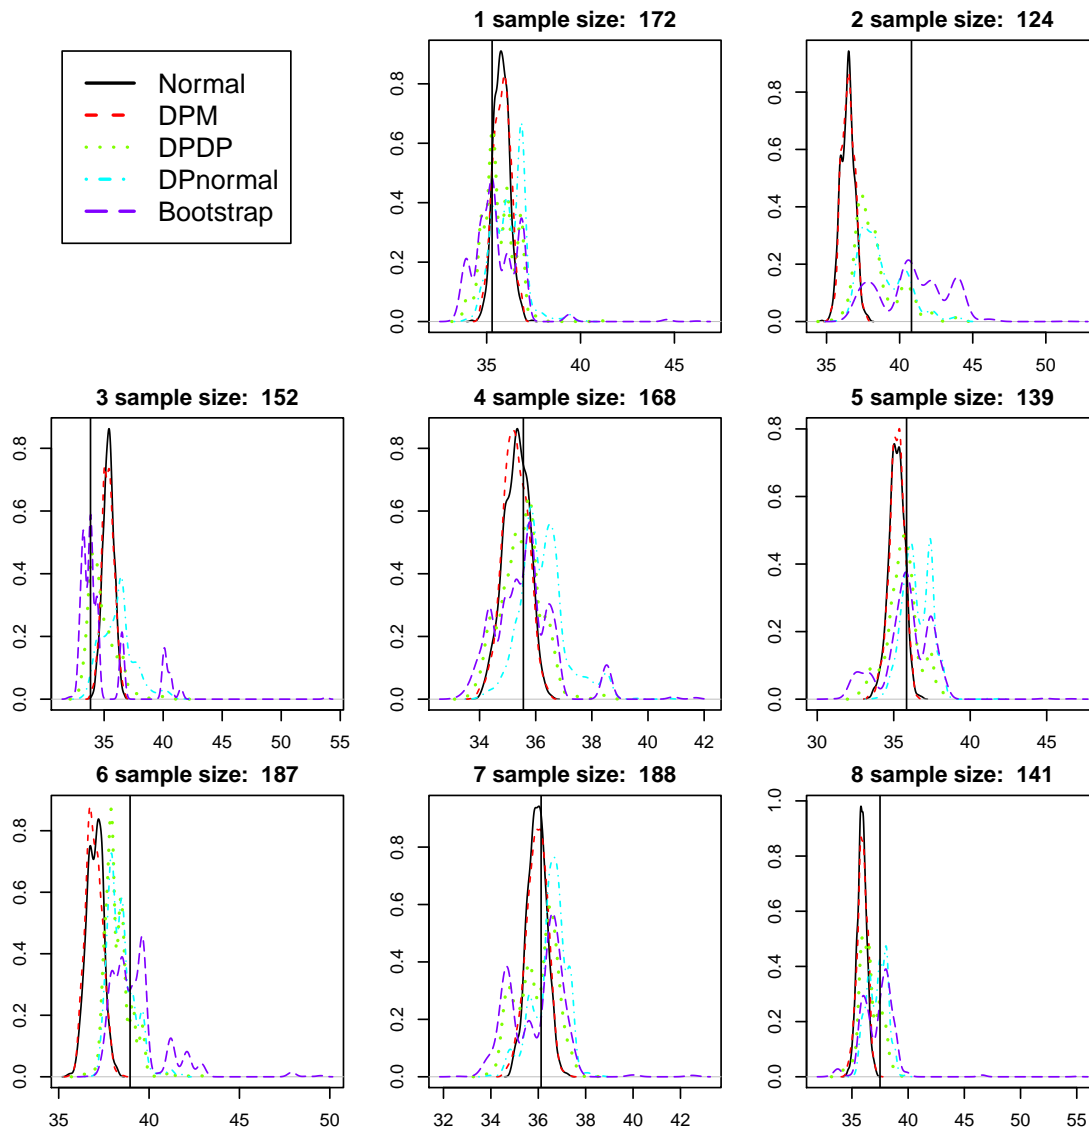 Normal
DPM
DPDP
DPnormal
Bootstrap
1 sample size: 172
0.0 0.2 0.4 0.6 0.8
35 40 45
2 sample size: 124
0.0 0.2 0.4 0.6 0.8
35 40 45 50
3 sample size: 152
0.0 0.2 0.4 0.6 0.8
35 40 45 50 55
4 sample size: 168
0.0 0.2 0.4 0.6 0.8
34 36 38 40 42
5 sample size: 139
0.0 0.2 0.4 0.6 0.8
30 35 40 45
6 sample size: 187
0.0 0.2 0.4 0.6 0.8
35 40 45 50
7 sample size: 188
0.0 0.2 0.4 0.6 0.8
32 34 36 38 40 42
8 sample size: 141
0.0 0.2 0.4 0.6 0.8 1.0
35 40 45 50 55